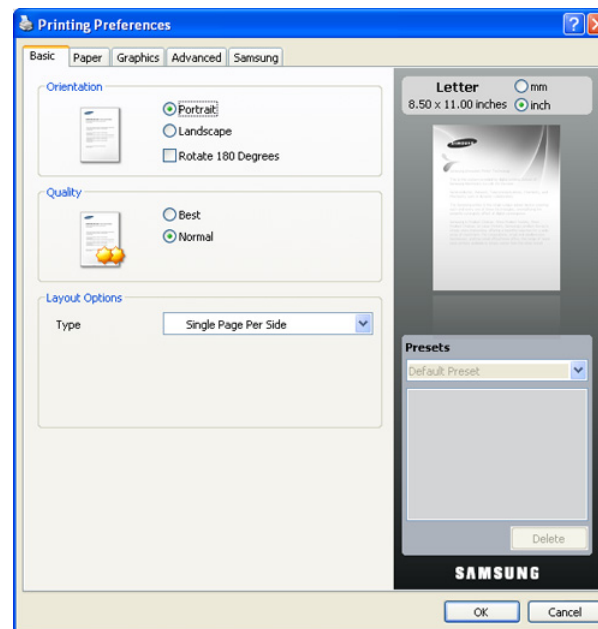 Printing Preferences
Basic Paper Graphics Advanced Samsung
Orientation
Portrait
Landscape
Rotate 180 Degrees
Quality
Best
Normal
Layout Options
Type Single Page Per Side
Letter mm
8.50 x 11.00 inches inch
SAMSUNG
Presets
Default Preset
Delete
SAMSUNG
OK Cancel